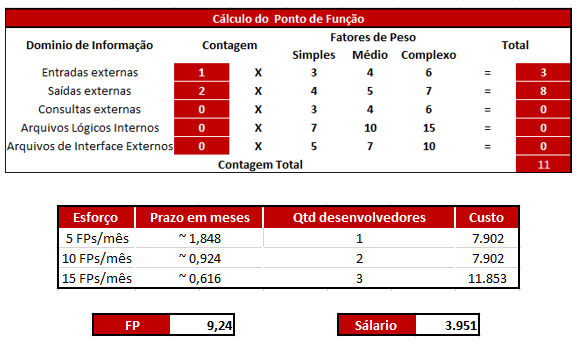 Cálculo do Ponto de Função
Dominio de Informação Contagem Fatores de Peso Total
Simples Médio Complexo
Entradas externas 1 X 3 4 6 = 3
Saídas externas 2 X 4 5 7 = 8
Consultas externas 0 X 3 4 6 = 0
Arquivos Lógicos Internos 0 X 7 10 15 = 0
Arquivos de Interface Externos 0 X 5 7 10 = 0
Contagem Total 11
Esforço Prazo em meses Qtd desenvolvedores Custo
5 FPs/mês ~ 1,848 1 7.902
10 FPs/mês ~ 0,924 2 7.902
15 FPs/mês ~ 0,616 3 11.853
FP 9,24 Sálario 3.951